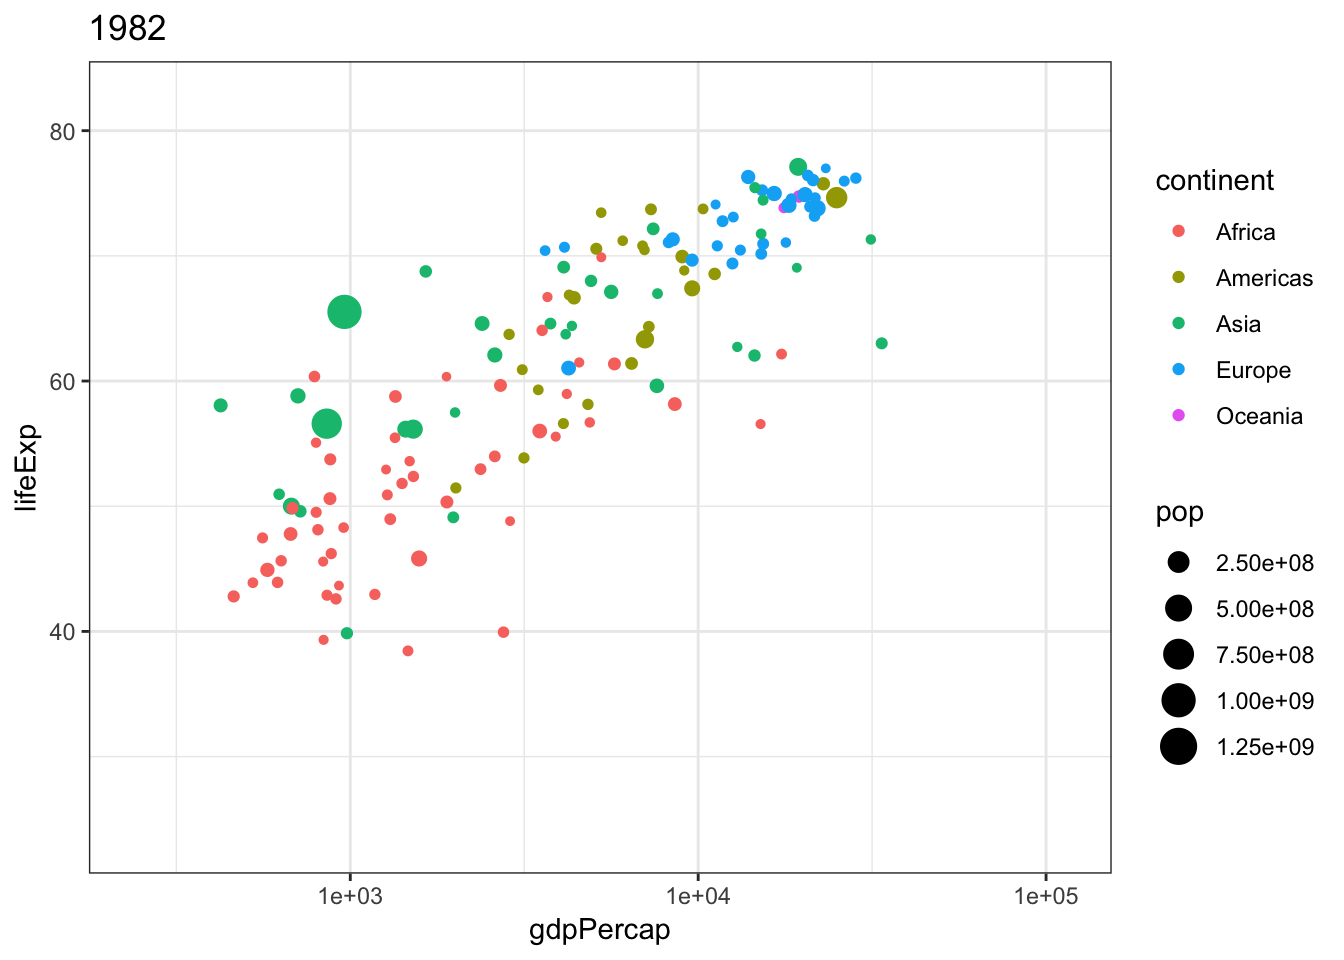 1982
80
60
40
lifeExp
1e+03
1e+04
1e+05
gdpPercap
continent
Africa
Americas
Asia
Europe
Oceania
pop
2.50e+08
5.00e+08
7.50e+08
1.00e+09
1.25e+09